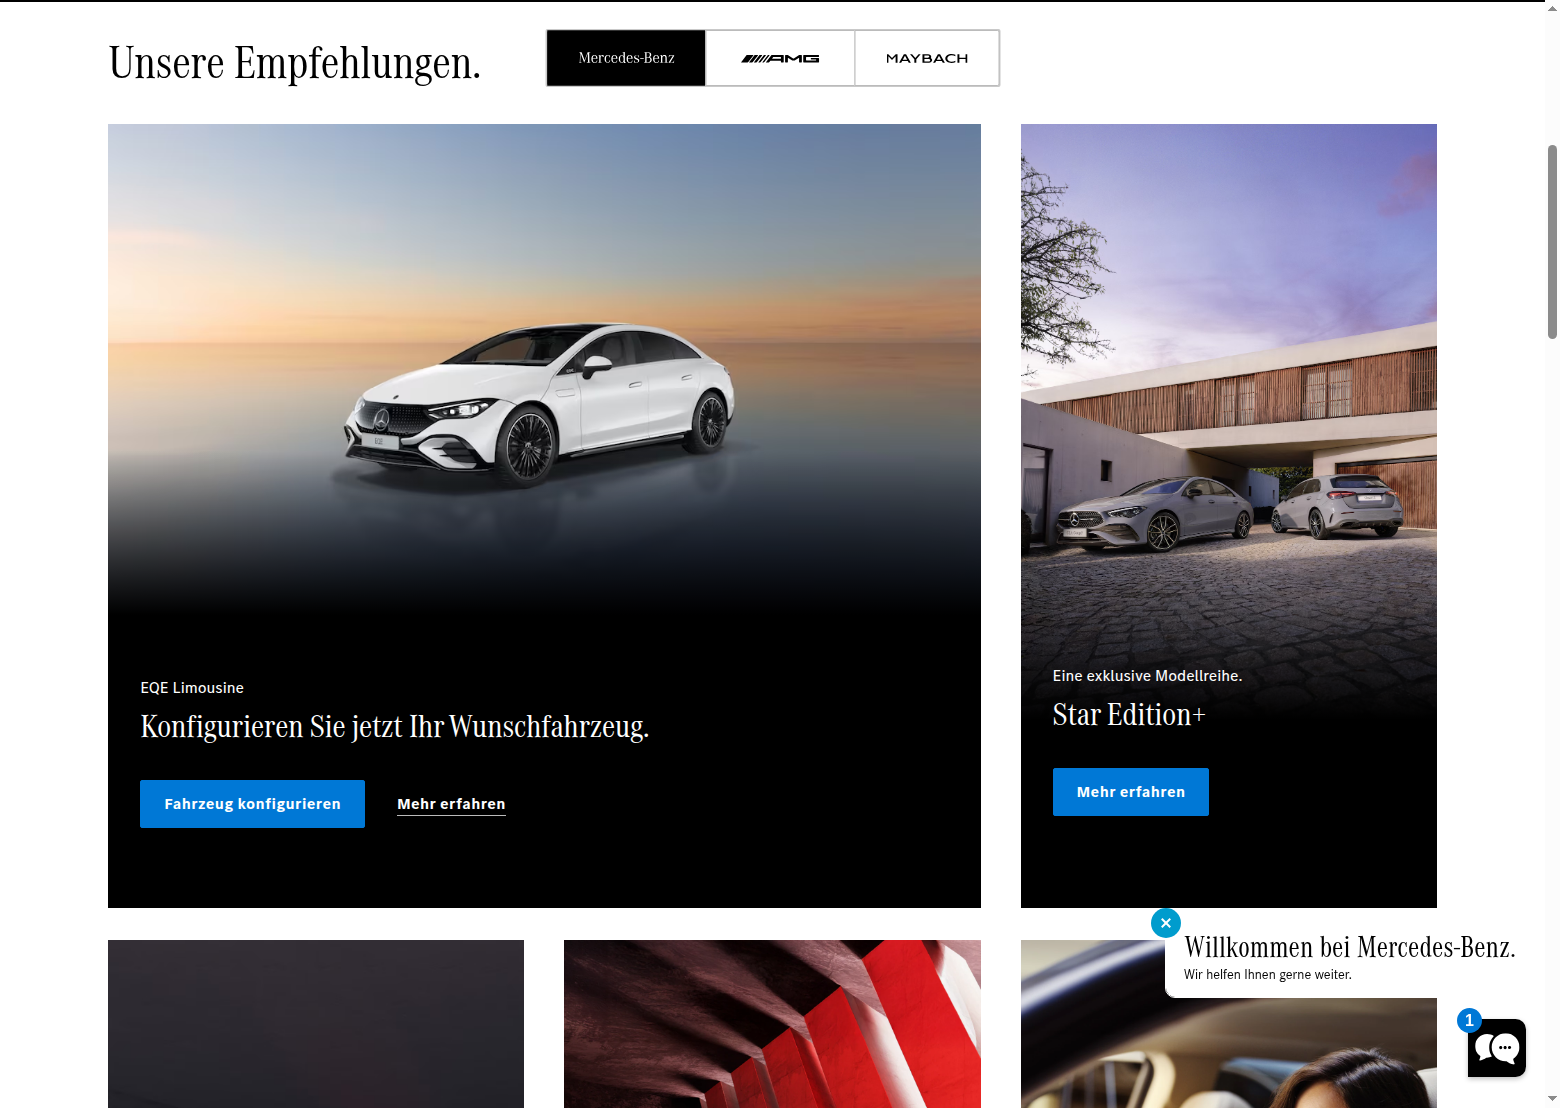 Unsere Empfehlungen.
Mercedes-Benz
AMG
MAYBACH
EQE
EQE Limousine
Konfigurieren Sie jetzt Ihr Wunschfahrzeug.
Fahrzeug konfigurieren
Mehr erfahren
Eine exklusive Modellreihe.
Star Edition+
Mehr erfahren
Willkommen bei Mercedes-Benz.
Wir helfen Ihnen gerne weiter.
1